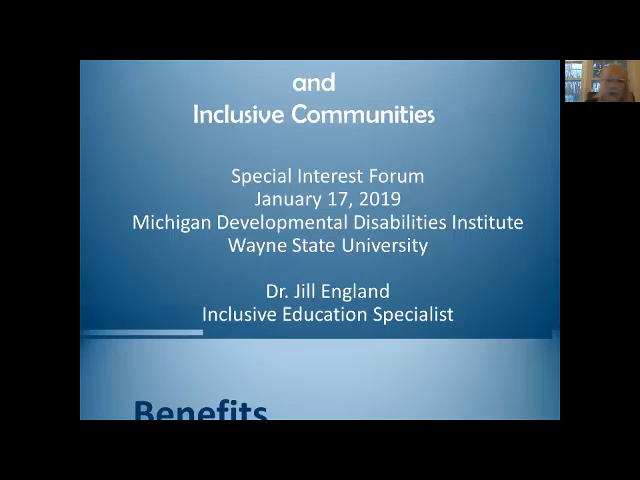 and
Inclusive Communities
Special Interest Forum
January 17, 2019
Michigan Developmental Disabilities Institute
Wayne State University
Dr. Jill England
Inclusive Education Specialist
Benefits